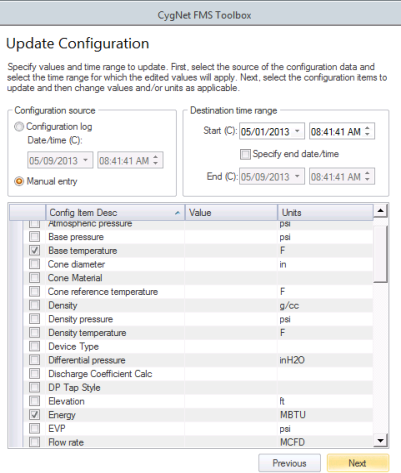 CygNet FMS Toolbox
Update Configuration
Specify values and time range to update. First, select the source of the configuration data and
select the time range for which the edited values will apply. Next, select the configuration items to
update and then change values and/or units as applicable.
Configuration source
Configuration log
Date/time (C):
05/09/2013 08:41:41 AM
Manual entry
Destination time range
Start (C): 05/01/2013 08:41:41 AM
Specify end date/time
End (C): 05/09/2013 08:41:41 AM
Config Item Desc Value Units
Atmospheric pressure psi
Base pressure psi
Base temperature F
Cone diameter in
Cone Material
Cone reference temperature F
Density g/cc
Density pressure psi
Density temperature F
Device Type
Differential pressure inH2O
Discharge Coefficient Calc
DP Tap Style
Elevation ft
Energy MBTU
EVP psi
Flow rate MCFD
Previous Next